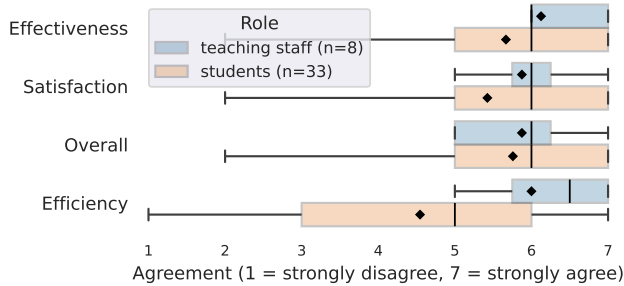 Role
Effectiveness
teaching staff (n=8)
students (n=33)
Satisfaction
Overall
Efficiency
1 2 3 4 5 6 7
Agreement (1 = strongly disagree, 7 = strongly agree)